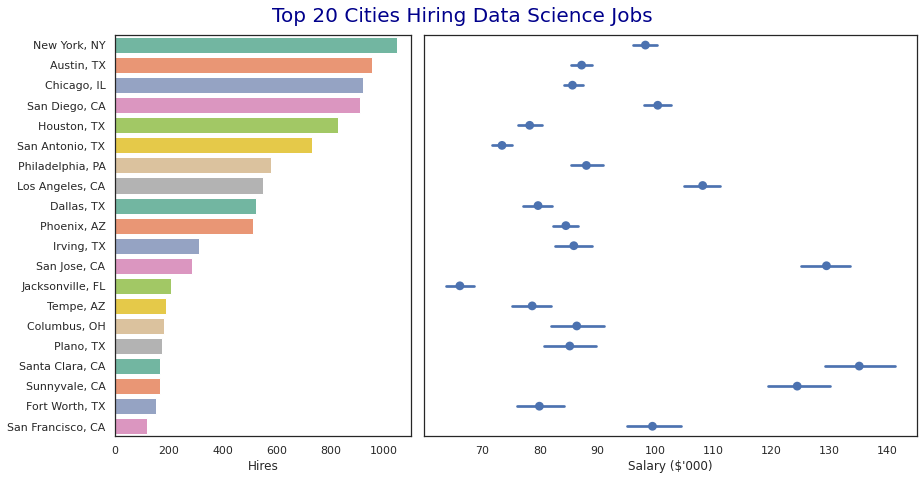 Top 20 Cities Hiring Data Science Jobs
New York, NY
Austin, TX
Chicago, IL
San Diego, CA
Houston, TX
San Antonio, TX
Philadelphia, PA
Los Angeles, CA
Dallas, TX
Phoenix, AZ
Irving, TX
San Jose, CA
Jacksonville, FL
Tempe, AZ
Columbus, OH
Plano, TX
Santa Clara, CA
Sunnyvale, CA
Fort Worth, TX
San Francisco, CA
0 200 400 600 800 1000
Hires
70 80 90 100 110 120 130 140
Salary ($'000)